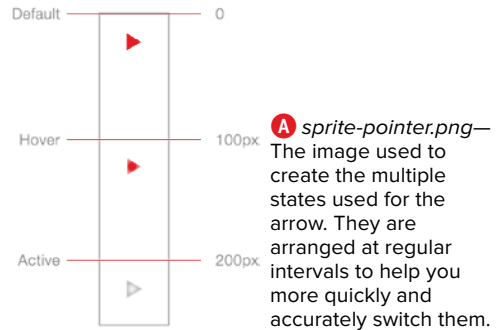 Default
0
Hover
100px
Active
200px
A sprite-pointer.png—
The image used to
create the multiple
states used for the
arrow. They are
arranged at regular
intervals to help you
more quickly and
accurately switch them.